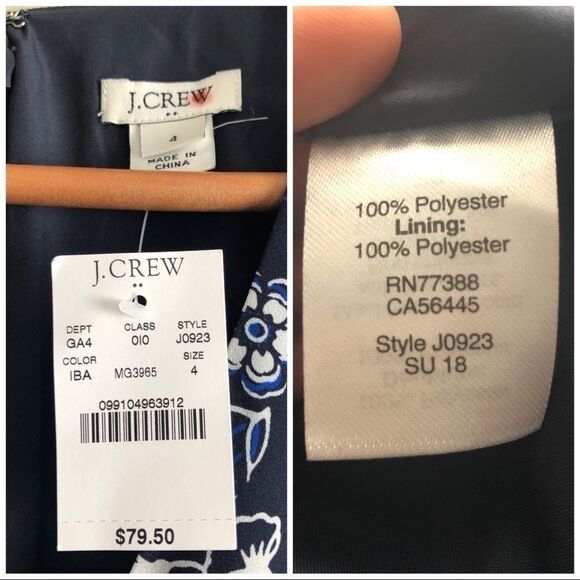 J.CREW
4
MADE IN
CHINA
J.CREW
DEPT CLASS STYLE
GA4 010 J0923
COLOR SIZE
IBA MG3965 4
099104963912
$79.50
100% Polyester
Lining:
100% Polyester
RN77388
CA56445
Style J0923
SU 18